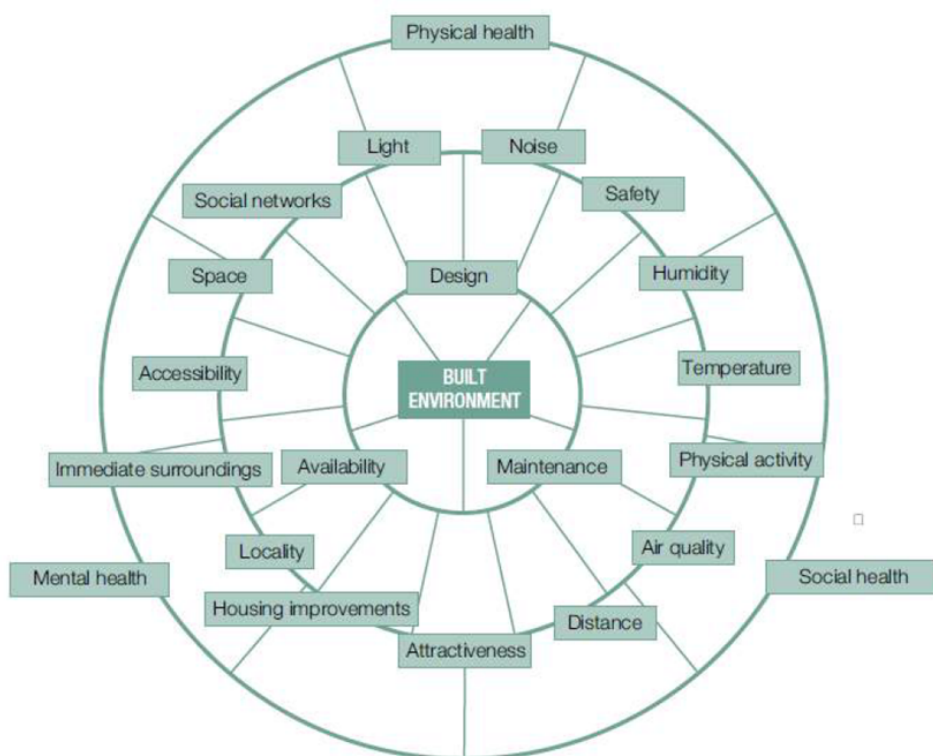 Physical health
Light
Noise
Social networks
Safety
Space
Design
Humidity
Accessibility
BUILT
ENVIRONMENT
Temperature
Immediate surroundings
Availability
Maintenance
Physical activity
Locality
Air quality
Mental health
Social health
Housing improvements
Distance
Attractiveness